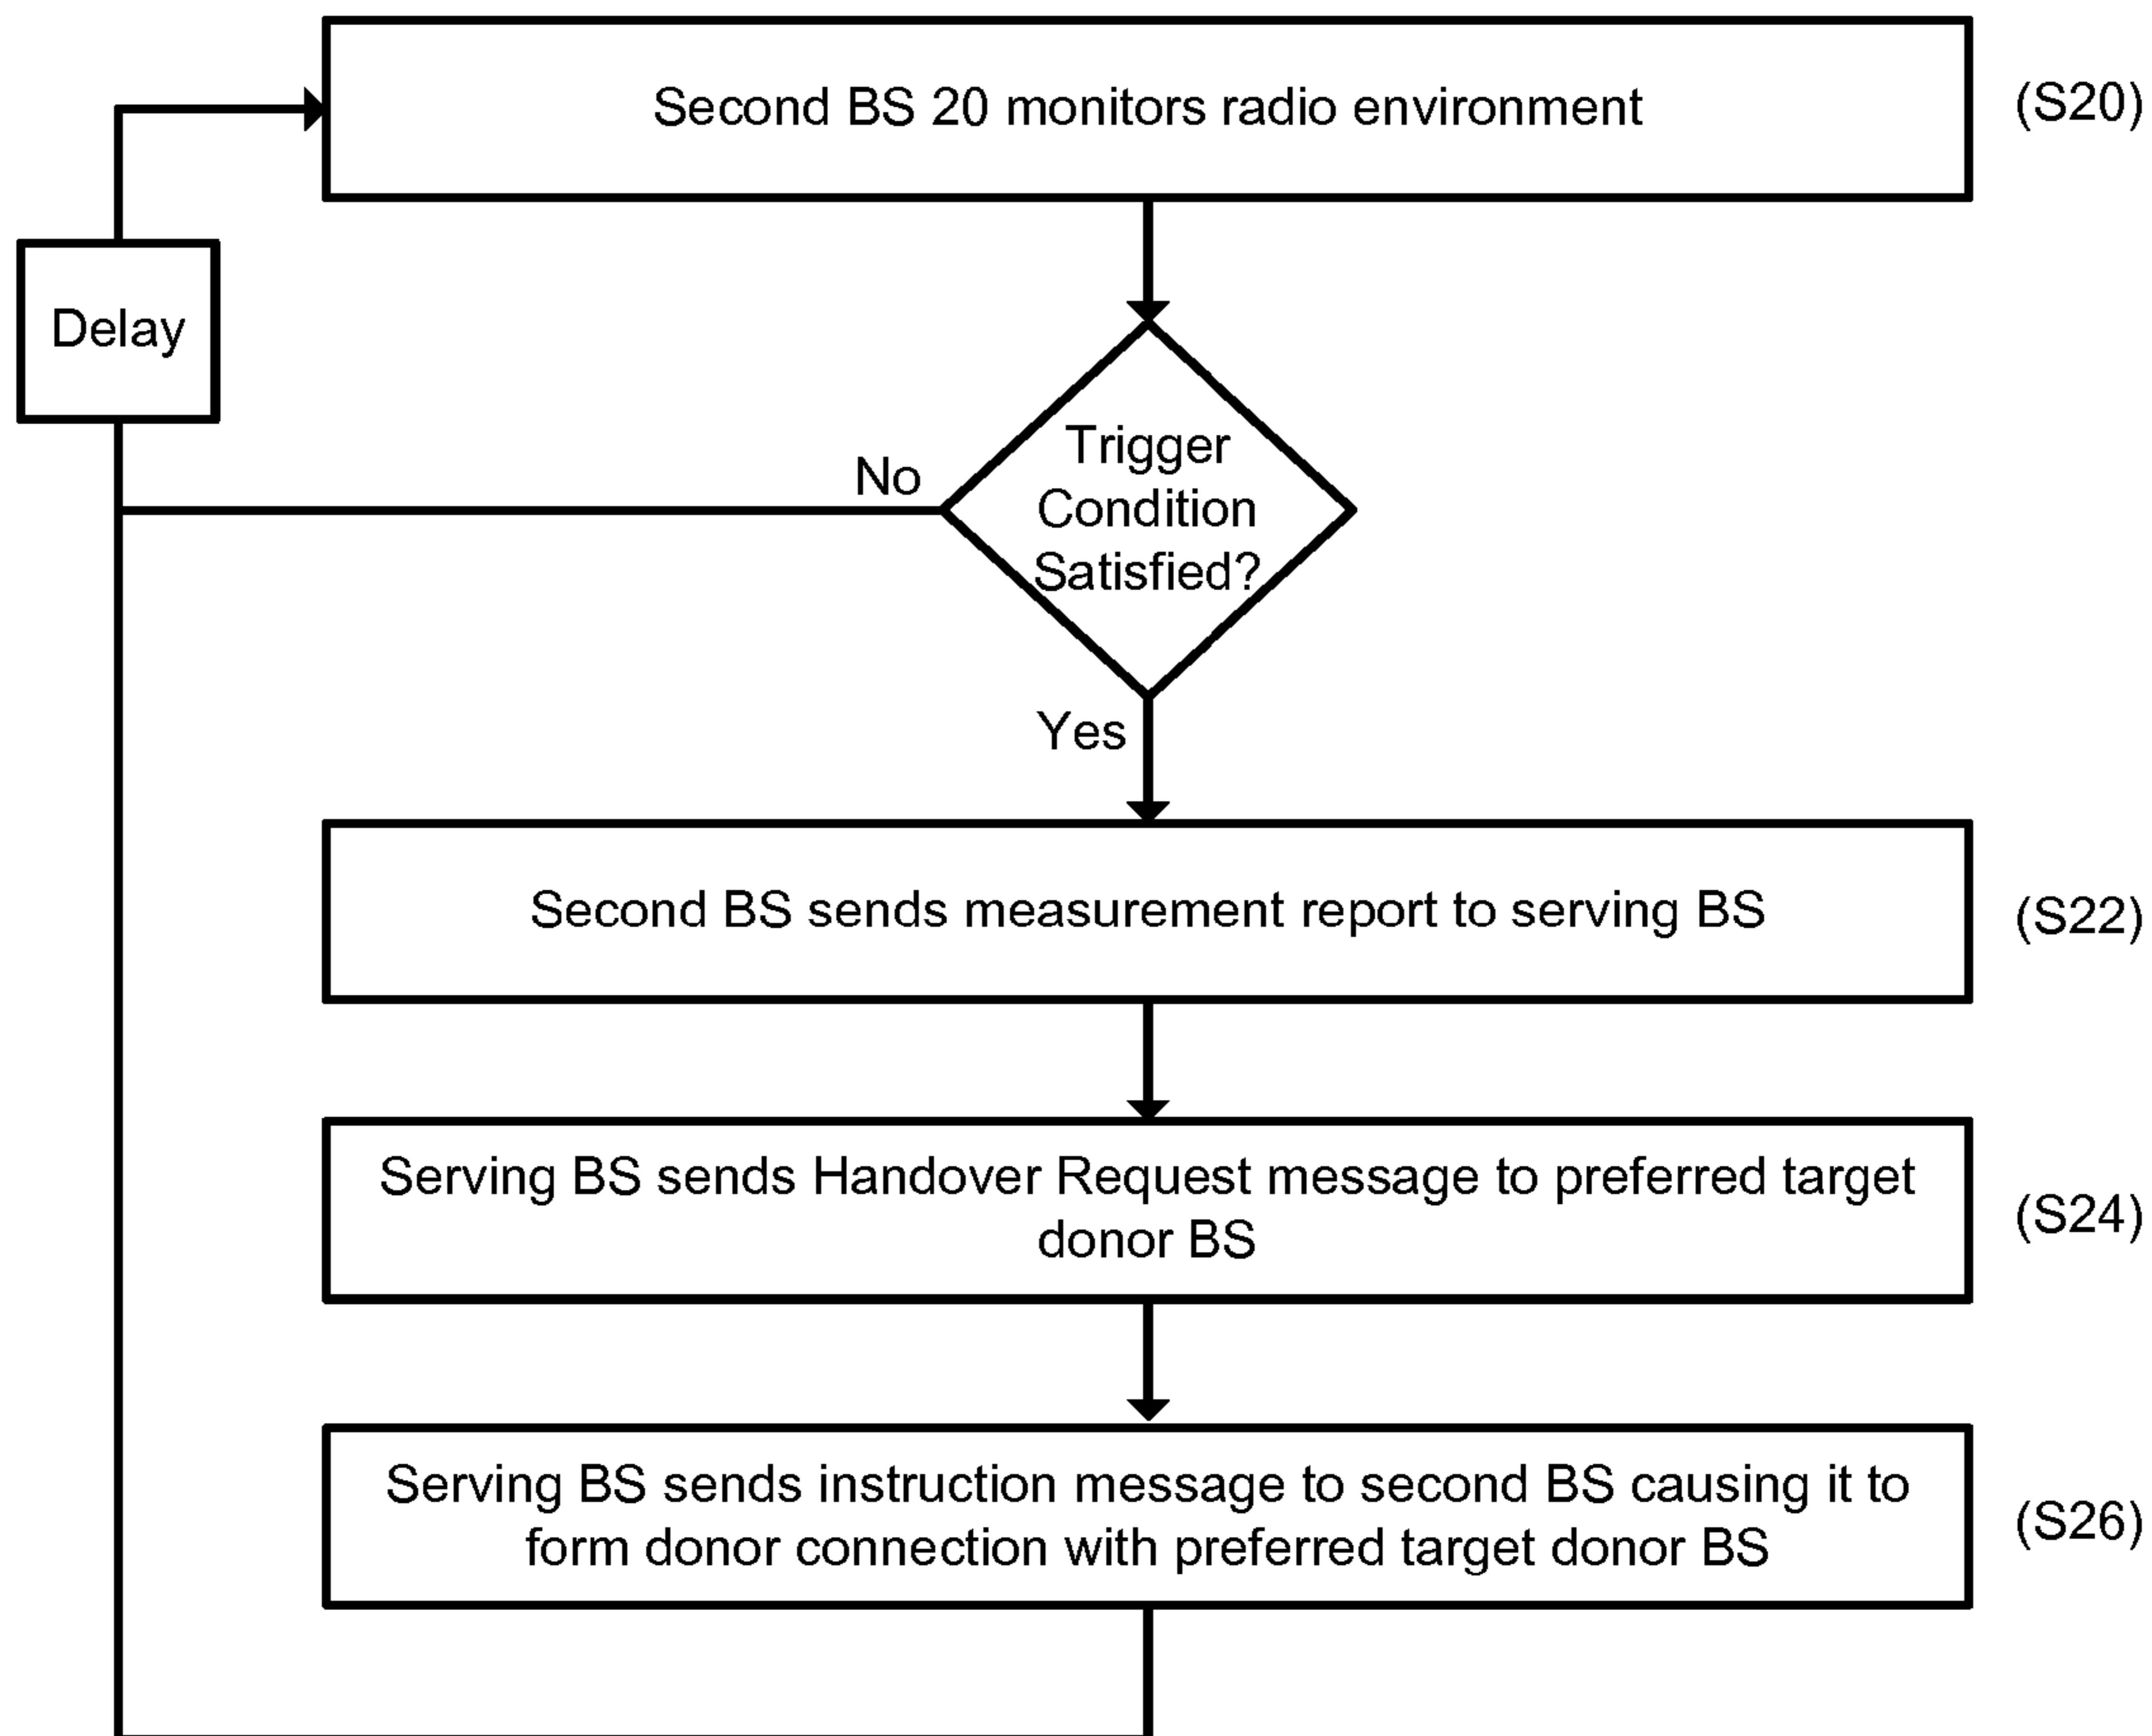 Second BS 20 monitors radio environment
(S20)
Delay
Trigger
Condition
Satisfied?
No
Yes
Second BS sends measurement report to serving BS
(S22)
Serving BS sends Handover Request message to preferred target
donor BS
(S24)
Serving BS sends instruction message to second BS causing it to
form donor connection with preferred target donor BS
(S26)